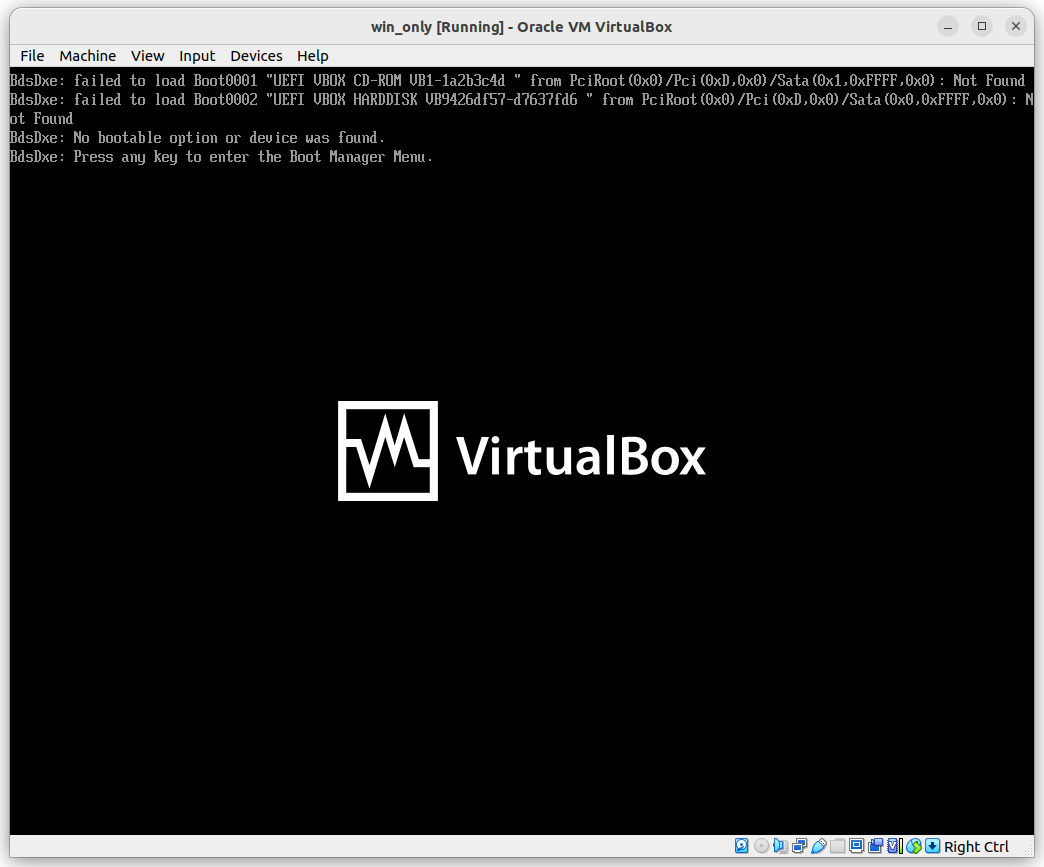 win_only [Running] - Oracle VM VirtualBox
File Machine View Input Devices Help
BdsDxe: failed to load Boot0001 "UEFI VBOX CD-ROM VB1-1a2b3c4d " from PciRoot(0x0)/Pci(0xD,0x0)/Sata(0x1,0xFFFF,0x0): Not Found
BdsDxe: failed to load Boot0002 "UEFI VBOX HARDDISK VB9426df57-d7637fd6 " from PciRoot(0x0)/Pci(0xD,0x0)/Sata(0x0,0xFFFF,0x0): N
ot Found
BdsDxe: No bootable option or device was found.
BdsDxe: Press any key to enter the Boot Manager Menu.
VirtualBox
Right Ctrl